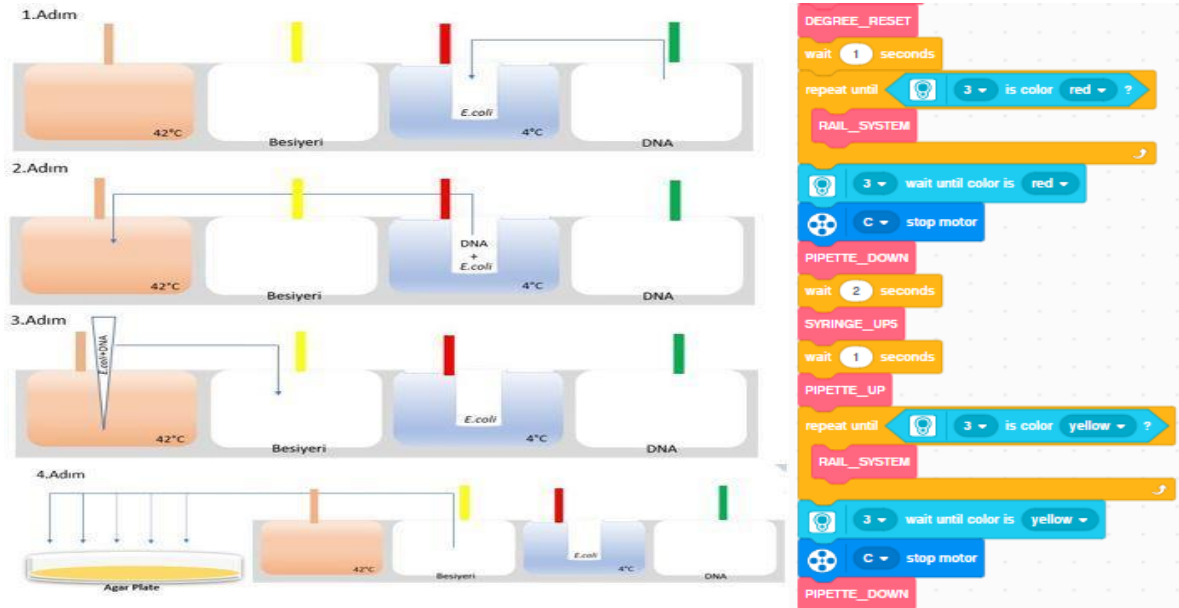 1.Adım
E.coli
42°C
Besiyeri
4°C
DNA
2.Adım
DNA
+
E.coli
42°C
Besiyeri
4°C
DNA
3.Adım
E.coli+DNA
E.coli
42°C
Besiyeri
4°C
DNA
4.Adım
E.coli
42°C
Besiyeri
4°C
DNA
Agar Plate
DEGREE_RESET
wait 1 seconds
repeat until 3 is color red ?
RAIL_SYSTEM
3 wait until color is red
C stop motor
PIPETTE_DOWN
wait 2 seconds
SYRINGE_UP5
wait 1 seconds
PIPETTE_UP
repeat until 3 is color yellow ?
RAIL_SYSTEM
3 wait until color is yellow
C stop motor
PIPETTE_DOWN